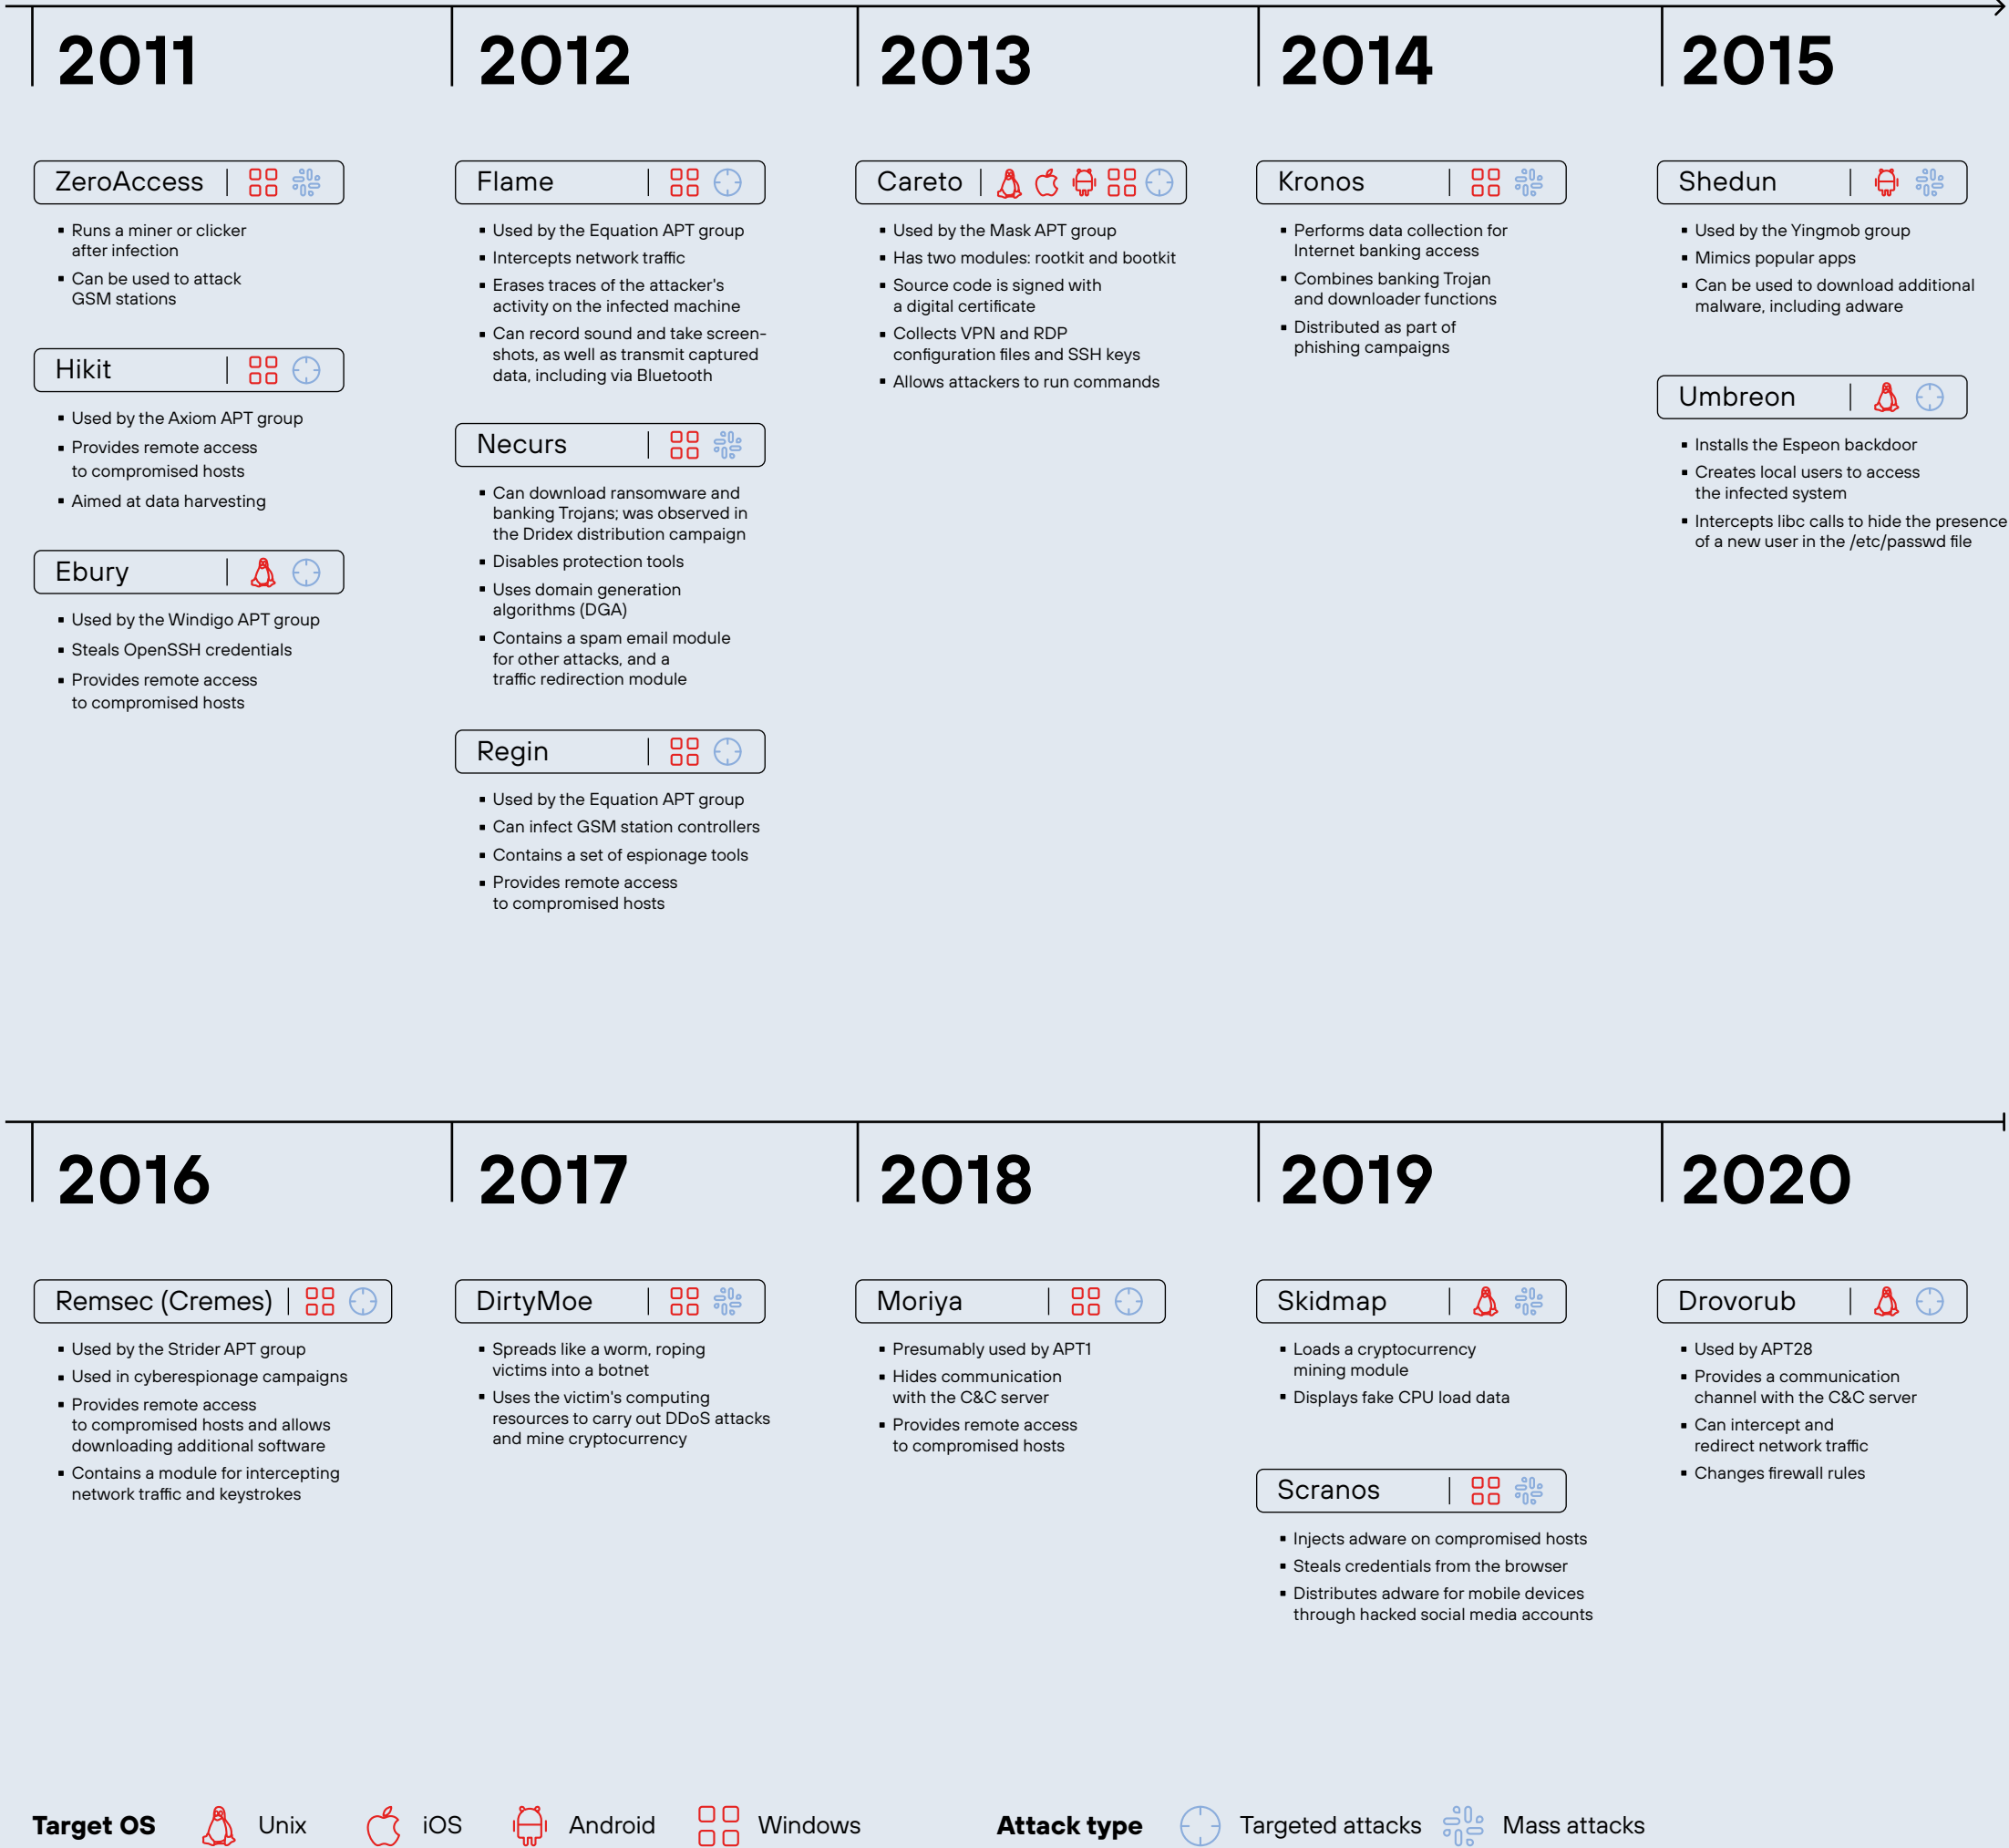 2011
ZeroAccess
▪ Runs a miner or clicker
after infection
▪ Can be used to attack
GSM stations
Hikit
▪ Used by the Axiom APT group
▪ Provides remote access
to compromised hosts
▪ Aimed at data harvesting
Ebury
▪ Used by the Windigo APT group
▪ Steals OpenSSH credentials
▪ Provides remote access
to compromised hosts
2012
Flame
▪ Used by the Equation APT group
▪ Intercepts network traffic
▪ Erases traces of the attacker's
activity on the infected machine
▪ Can record sound and take screen-
shots, as well as transmit captured
data, including via Bluetooth
Necurs
▪ Can download ransomware and
banking Trojans; was observed in
the Dridex distribution campaign
▪ Disables protection tools
▪ Uses domain generation
algorithms (DGA)
▪ Contains a spam email module
for other attacks, and a
traffic redirection module
Regin
▪ Used by the Equation APT group
▪ Can infect GSM station controllers
▪ Contains a set of espionage tools
▪ Provides remote access
to compromised hosts
2013
Careto
▪ Used by the Mask APT group
▪ Has two modules: rootkit and bootkit
▪ Source code is signed with
a digital certificate
▪ Collects VPN and RDP
configuration files and SSH keys
▪ Allows attackers to run commands
2014
Kronos
▪ Performs data collection for
Internet banking access
▪ Combines banking Trojan
and downloader functions
▪ Distributed as part of
phishing campaigns
2015
Shedun
▪ Used by the Yingmob group
▪ Mimics popular apps
▪ Can be used to download additional
malware, including adware
Umbreon
▪ Installs the Espeon backdoor
▪ Creates local users to access
the infected system
▪ Intercepts libc calls to hide the presence
of a new user in the /etc/passwd file
2016
Remsec (Cremes)
▪ Used by the Strider APT group
▪ Used in cyberespionage campaigns
▪ Provides remote access
to compromised hosts and allows
downloading additional software
▪ Contains a module for intercepting
network traffic and keystrokes
2017
DirtyMoe
▪ Spreads like a worm, roping
victims into a botnet
▪ Uses the victim's computing
resources to carry out DDoS attacks
and mine cryptocurrency
2018
Moriya
▪ Presumably used by APT1
▪ Hides communication
with the C&C server
▪ Provides remote access
to compromised hosts
2019
Skidmap
▪ Loads a cryptocurrency
mining module
▪ Displays fake CPU load data
Scranos
▪ Injects adware on compromised hosts
▪ Steals credentials from the browser
▪ Distributes adware for mobile devices
through hacked social media accounts
2020
Drovorub
▪ Used by APT28
▪ Provides a communication
channel with the C&C server
▪ Can intercept and
redirect network traffic
▪ Changes firewall rules
Target OS Unix iOS Android Windows Attack type Targeted attacks Mass attacks